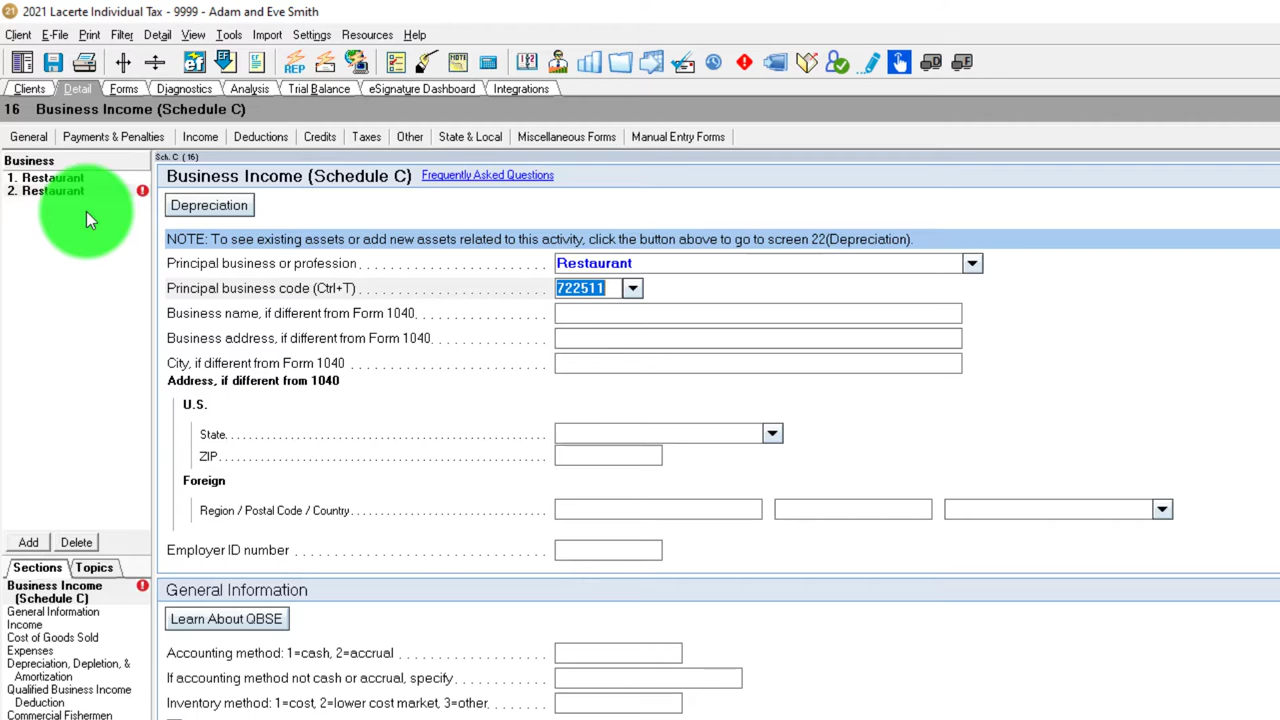 21 2021 Lacerte Individual Tax - 9999 - Adam and Eve Smith
Client E-File Print Filter Detail View Tools Import Settings Resources Help
Clients Detail Forms Diagnostics Analysis Trial Balance eSignature Dashboard Integrations
16 Business Income (Schedule C)
General Payments & Penalties Income Deductions Credits Taxes Other State & Local Miscellaneous Forms Manual Entry Forms
Business
1. Restaurant
2. Restaurant
Sch. C (16)
Business Income (Schedule C) Frequently Asked Questions
Depreciation
NOTE: To see existing assets or add new assets related to this activity, click the button above to go to screen 22(Depreciation).
Principal business or profession Restaurant
Principal business code (Ctrl+T) 722511
Business name, if different from Form 1040
Business address, if different from Form 1040
City, if different from Form 1040
Address, if different from 1040
U.S.
State
ZIP
Foreign
Region / Postal Code / Country
Employer ID number
General Information
Learn About QBSE
Accounting method: 1=cash, 2=accrual
If accounting method not cash or accrual, specify
Inventory method: 1=cost, 2=lower cost market, 3=other
Add Delete
Sections Topics
Business Income
(Schedule C)
General Information
Income
Cost of Goods Sold
Expenses
Depreciation, Depletion, &
Amortization
Qualified Business Income
Deduction
Commercial Fishermen